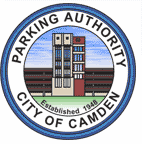 PARKING AUTHORITY
Established 1948
CITY OF CAMDEN